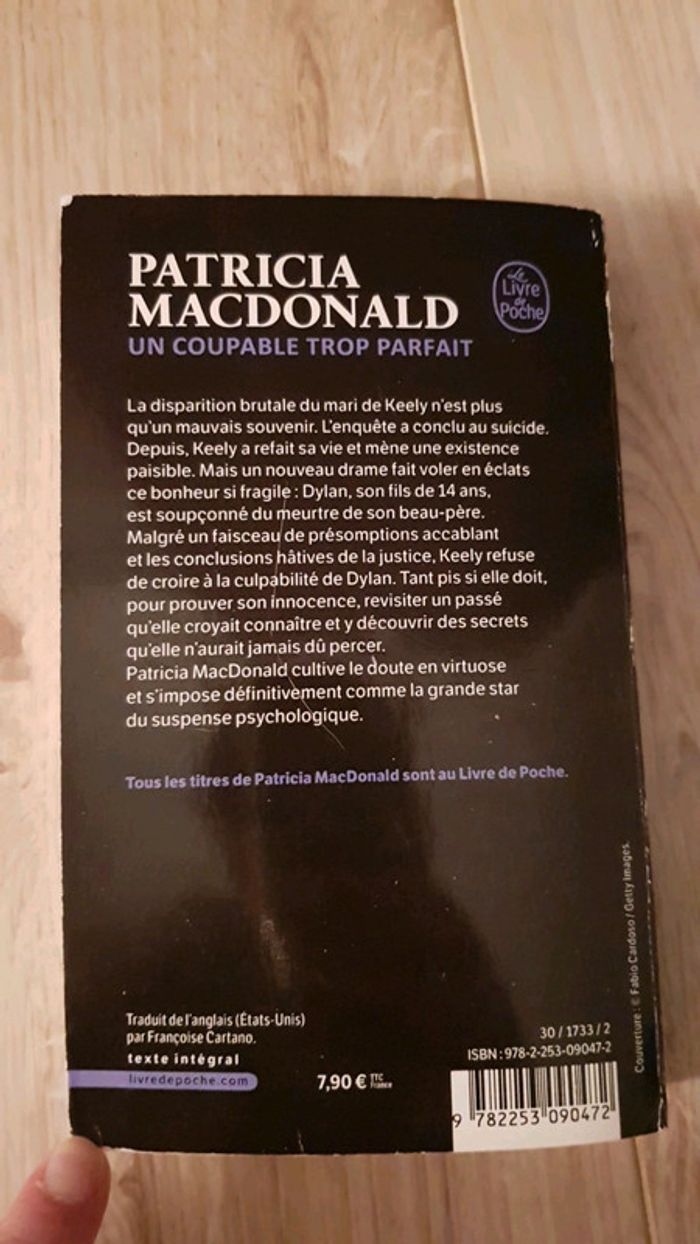 PATRICIA
MACDONALD
Le
Livre
de
Poche
UN COUPABLE TROP PARFAIT
La disparition brutale du mari de Keely n'est plus
qu'un mauvais souvenir. L'enquête a conclu au suicide.
Depuis, Keely a refait sa vie et mène une existence
paisible. Mais un nouveau drame fait voler en éclats
ce bonheur si fragile : Dylan, son fils de 14 ans,
est soupçonné du meurtre de son beau-père.
Malgré un faisceau de présomptions accablant
et les conclusions hâtives de la justice, Keely refuse
de croire à la culpabilité de Dylan. Tant pis si elle doit,
pour prouver son innocence, revisiter un passé
qu'elle croyait connaître et y découvrir des secrets
qu'elle n'aurait jamais dû percer.
Patricia MacDonald cultive le doute en virtuose
et s'impose définitivement comme la grande star
du suspense psychologique.
Tous les titres de Patricia MacDonald sont au Livre de Poche.
Traduit de l'anglais (États-Unis)
par Françoise Cartano.
texte intégral
livredepoche.com
7,90 € TTC
France
30 / 1733 / 2
ISBN : 978-2-253-09047-2
9 782253 090472
Couverture : © Fabio Cardoso / Getty Images.